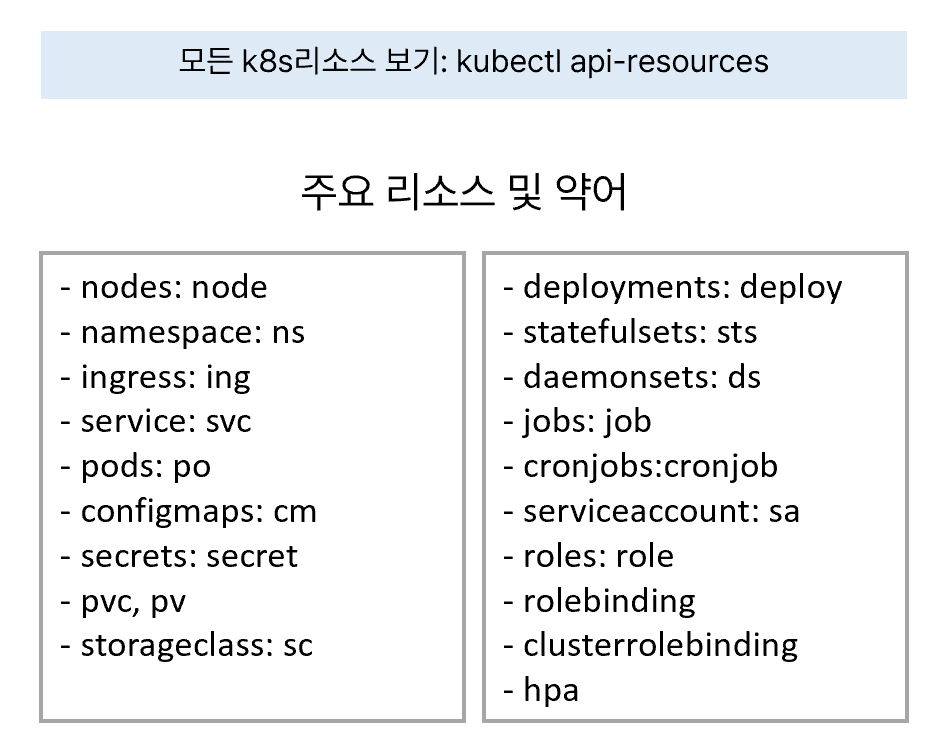 모든 k8s리소스 보기: kubectl api-resources
주요 리소스 및 약어
- nodes: node
- namespace: ns
- ingress: ing
- service: svc
- pods: po
- configmaps: cm
- secrets: secret
- pvc, pv
- storageclass: sc
- deployments: deploy
- statefulsets: sts
- daemonsets: ds
- jobs: job
- cronjobs:cronjob
- serviceaccount: sa
- roles: role
- rolebinding
- clusterrolebinding
- hpa